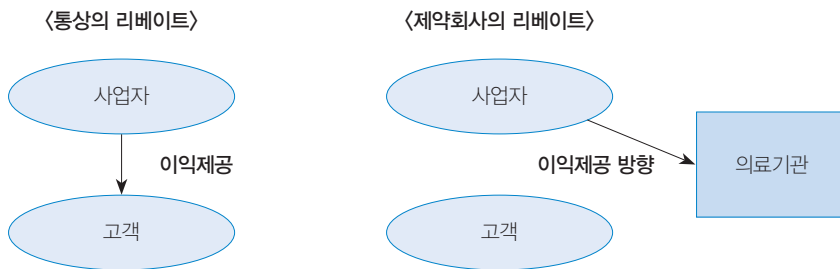 〈통상의 리베이트〉
〈제약회사의 리베이트〉
사업자
사업자
이익제공
이익제공 방향
의료기관
고객
고객